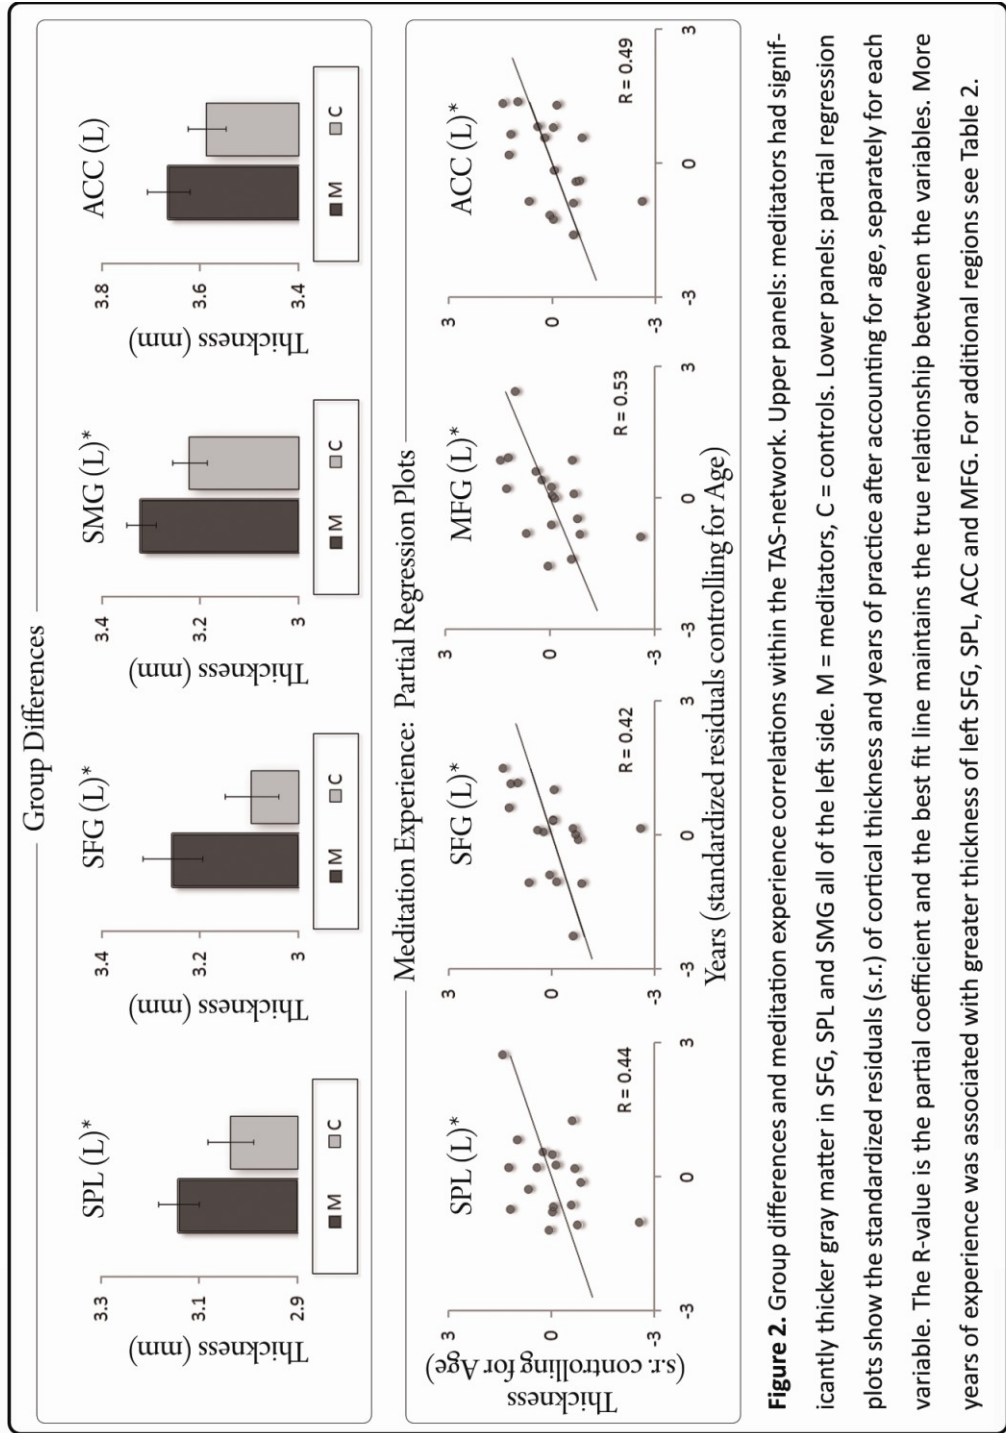 Group Differences
SPL (L)*
SFG (L)*
SMG (L)*
ACC (L)
Thickness (mm)
3.3
3.1
2.9
M C
Thickness (mm)
3.4
3.2
3
M C
Thickness (mm)
3.4
3.2
3
M C
Thickness (mm)
3.8
3.6
3.4
M C
Meditation Experience: Partial Regression Plots
Thickness
(s.r. controlling for Age)
SPL (L)*
3
0
-3
-3 0 3
R = 0.44
SFG (L)*
3
0
-3
-3 0 3
R = 0.42
MFG (L)*
3
0
-3
-3 0 3
R = 0.53
ACC (L)*
3
0
-3
-3 0 3
R = 0.49
Years (standardized residuals controlling for Age)
Figure 2. Group differences and meditation experience correlations within the TAS-network. Upper panels: meditators had signif-
icantly thicker gray matter in SFG, SPL and SMG all of the left side. M = meditators, C = controls. Lower panels: partial regression
plots show the standardized residuals (s.r.) of cortical thickness and years of practice after accounting for age, separately for each
variable. The R-value is the partial coefficient and the best fit line maintains the true relationship between the variables. More
years of experience was associated with greater thickness of left SFG, SPL, ACC and MFG. For additional regions see Table 2.